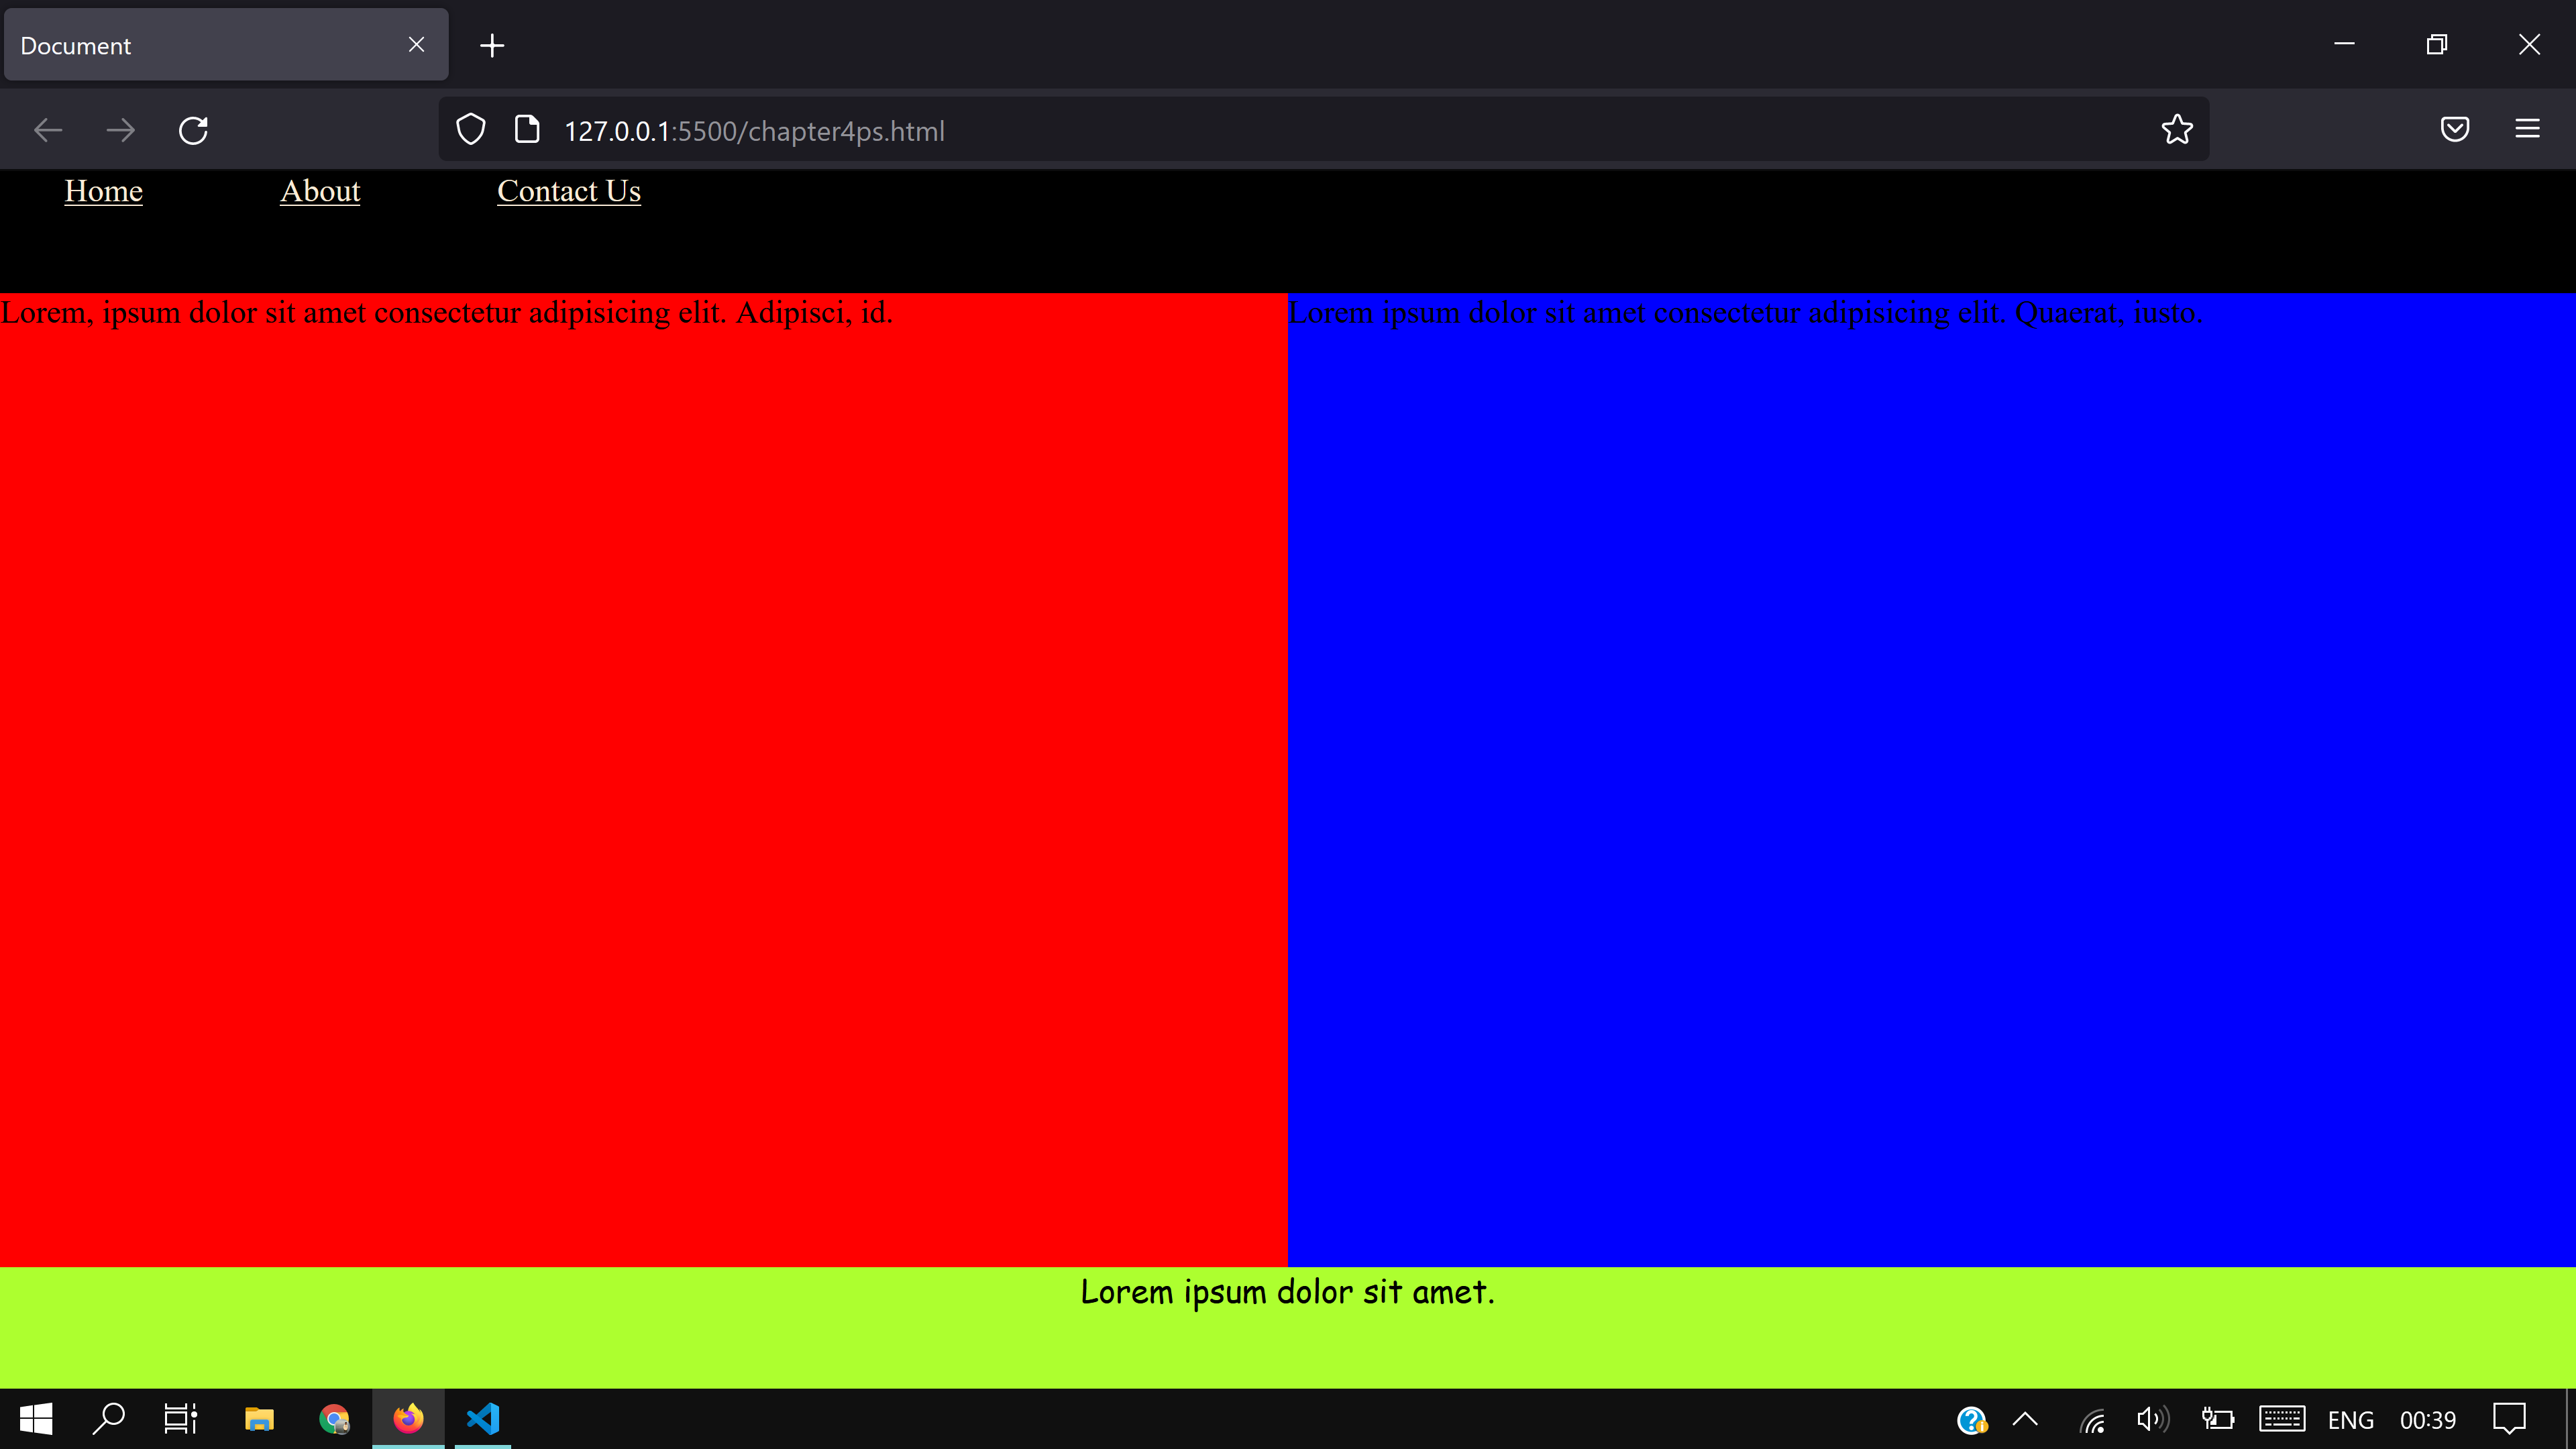 Document
127.0.0.1:5500/chapter4ps.html
Home About Contact Us
Lorem, ipsum dolor sit amet consectetur adipisicing elit. Adipisci, id.
Lorem ipsum dolor sit amet consectetur adipisicing elit. Quaerat, iusto.
Lorem ipsum dolor sit amet.
ENG 00:39